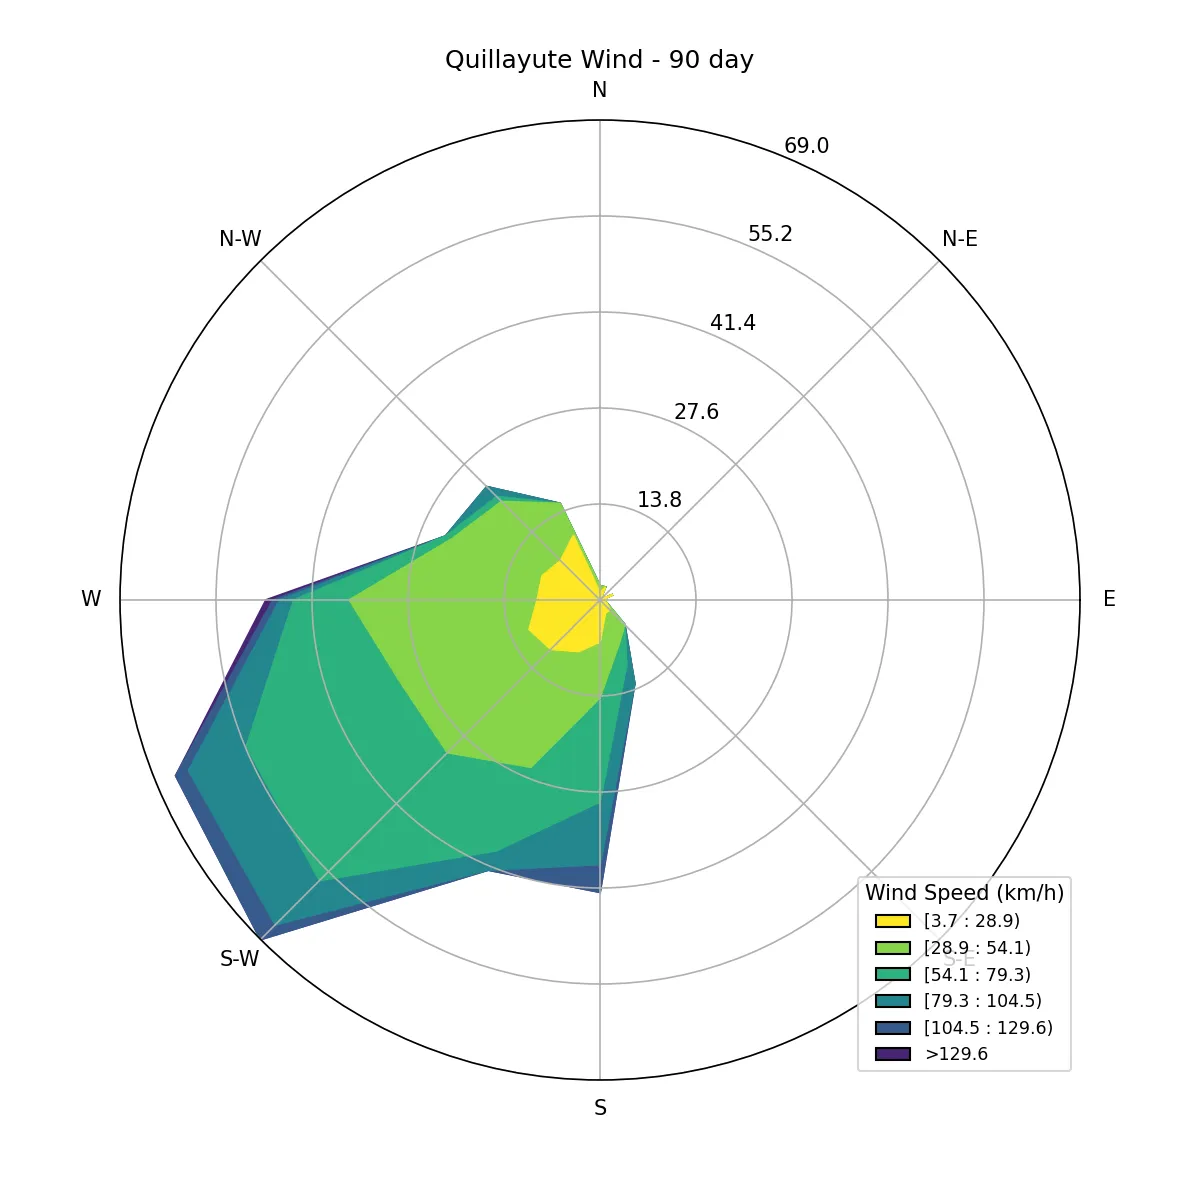 Quillayute Wind - 90 day
N
69.0
55.2
N-W
N-E
41.4
27.6
13.8
W
E
S-W
S-E
S
Wind Speed (km/h)
[3.7 : 28.9)
[28.9 : 54.1)
[54.1 : 79.3)
[79.3 : 104.5)
[104.5 : 129.6)
>129.6